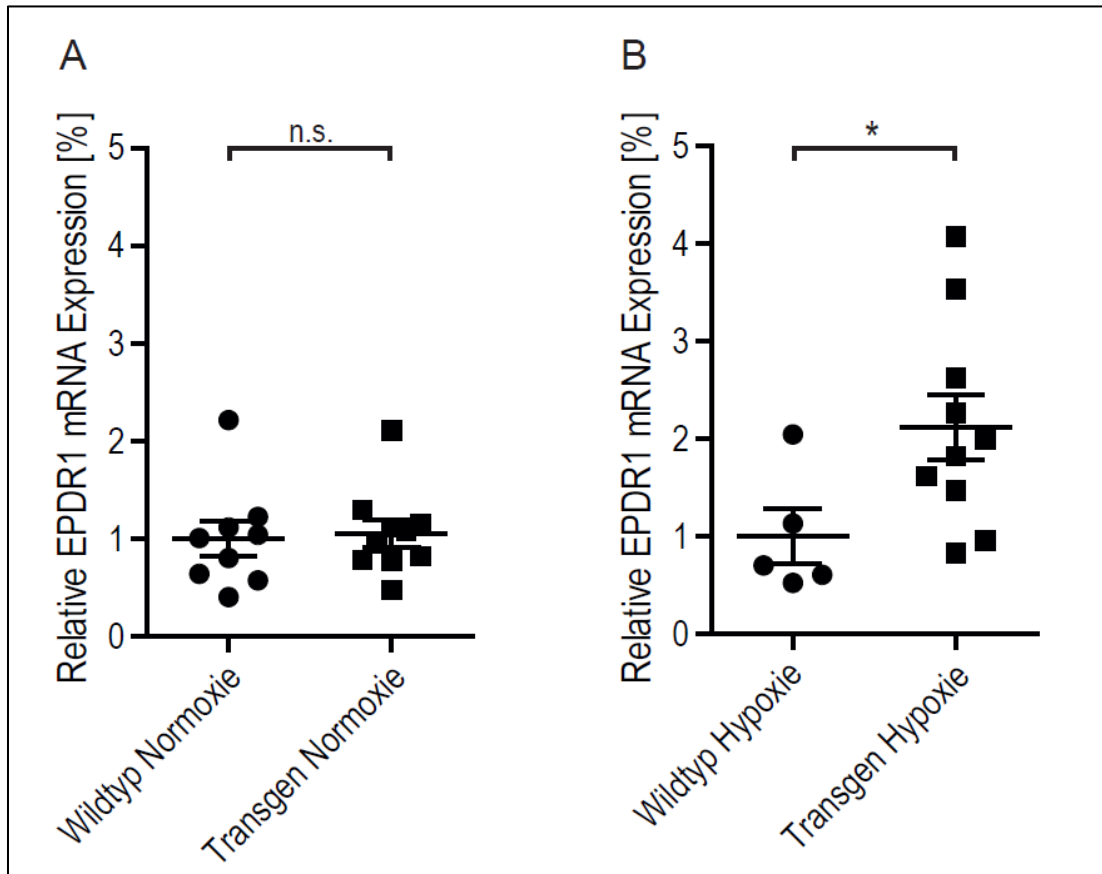 A
Relative EPDR1 mRNA Expression [%]
5
4
3
2
1
0
n.s.
Wildtyp Normoxie
Transgen Normoxie
B
Relative EPDR1 mRNA Expression [%]
5
4
3
2
1
0
*
Wildtyp Hypoxie
Transgen Hypoxie